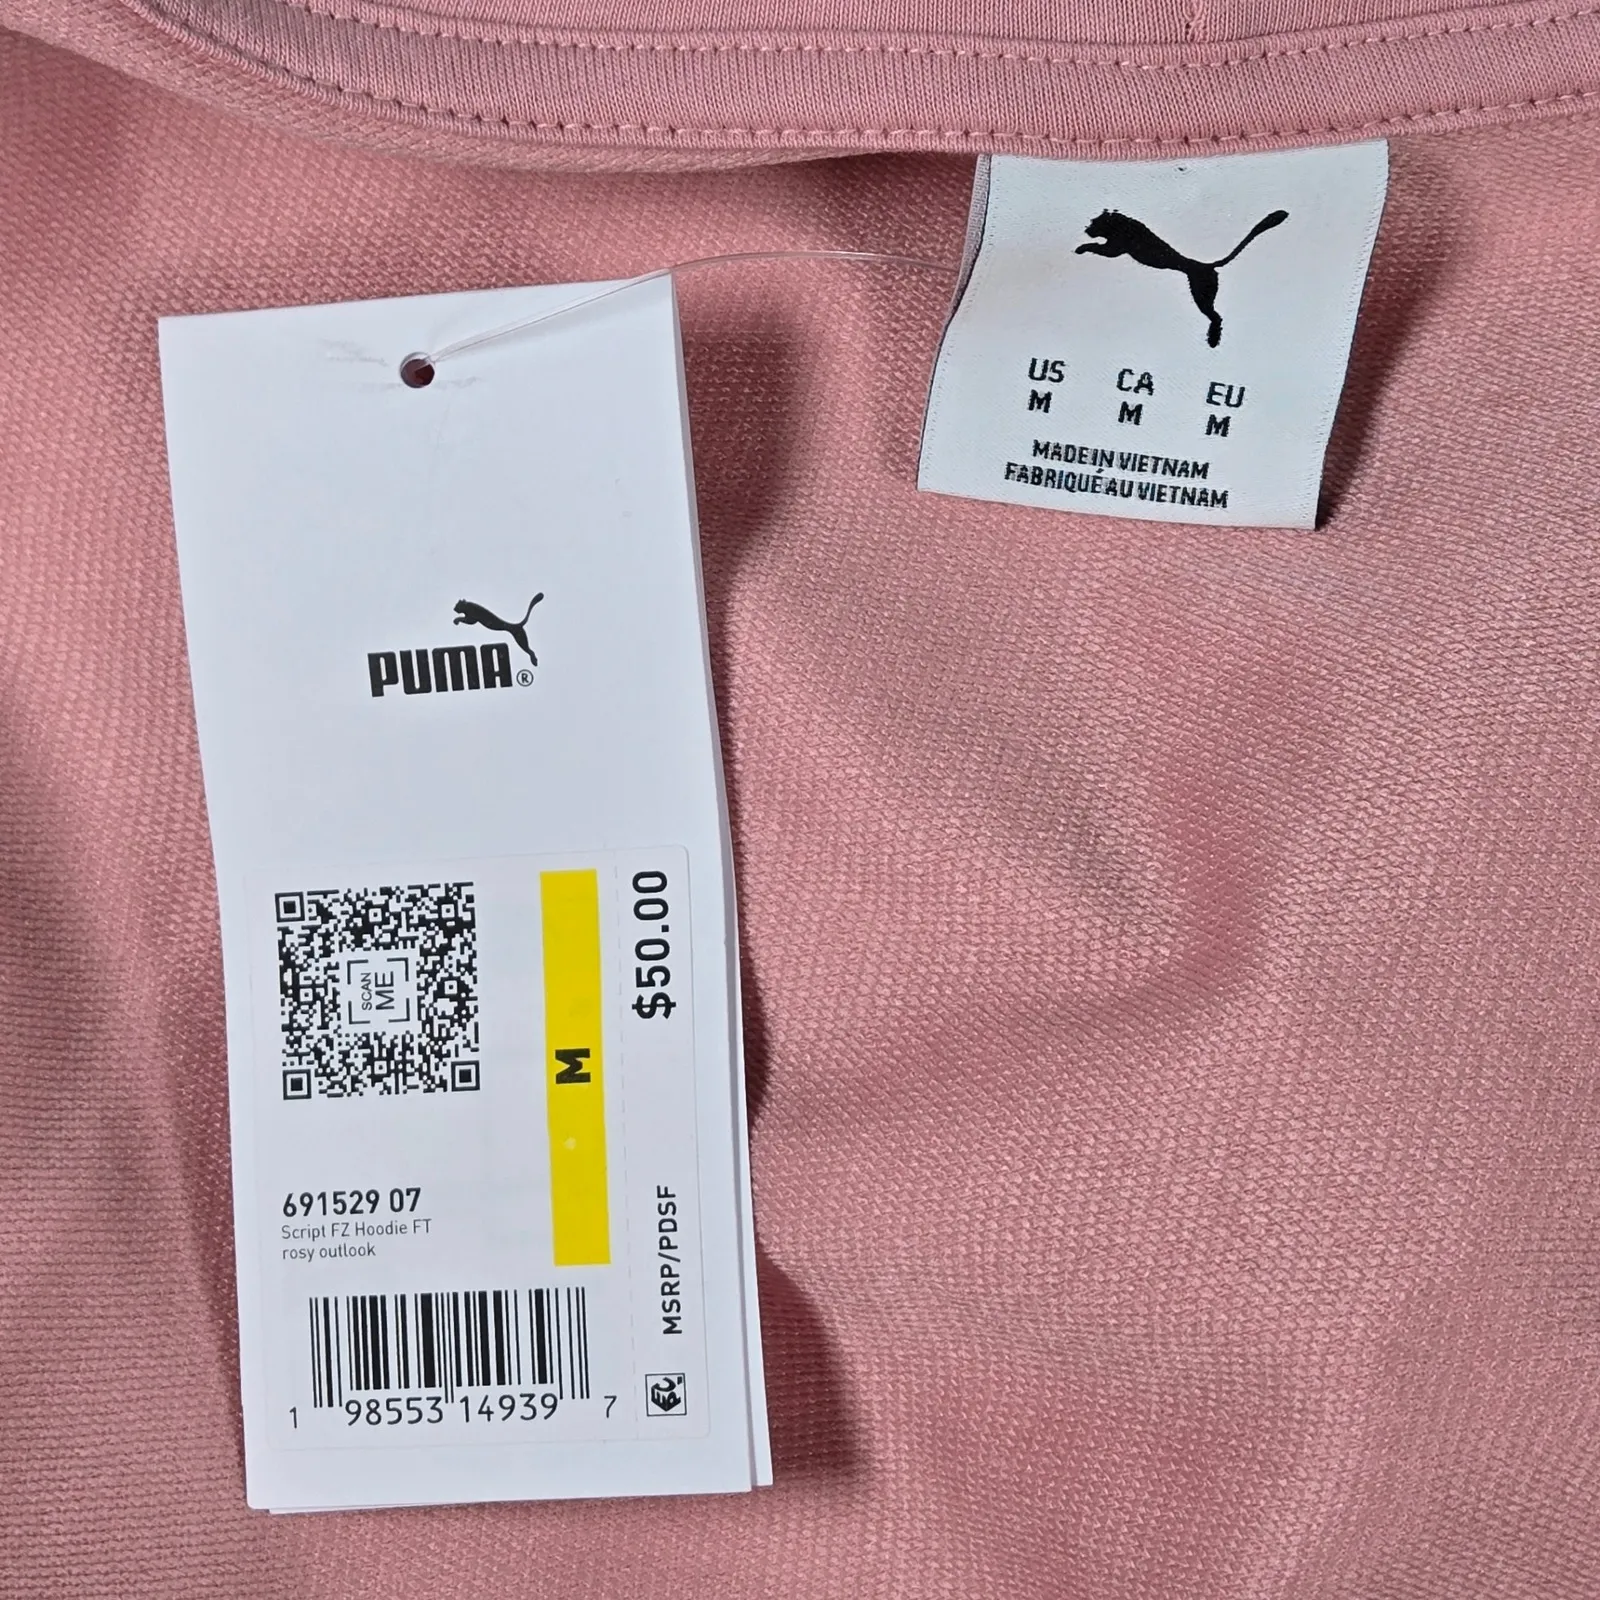 US CA EU
M M M
MADE IN VIETNAM
FABRIQUÉ AU VIETNAM
PUMA®
SCAN
ME
M
$50.00
691529 07
Script FZ Hoodie FT
rosy outlook
MSRP/PDSF
1 98553 14939 7